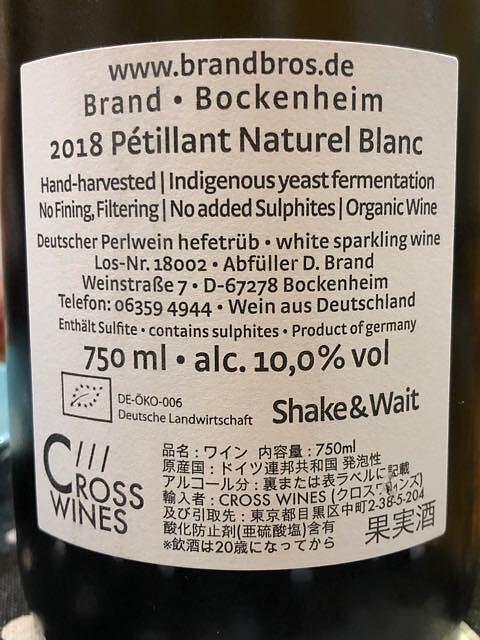 www.brandbros.de
Brand • Bockenheim
2018 Pétillant Naturel Blanc
Hand-harvested | Indigenous yeast fermentation
No Fining, Filtering | No added Sulphites | Organic Wine
Deutscher Perlwein hefetrüb • white sparkling wine
Los-Nr. 18002 • Abfüller D. Brand
Weinstraße 7 • D-67278 Bockenheim
Telefon: 06359 4944 • Wein aus Deutschland
Enthält Sulfite • contains sulphites • Product of germany
750 ml • alc. 10,0% vol
DE-ÖKO-006
Deutsche Landwirtschaft
Shake&Wait
CROSS
WINES
品名 : ワイン 内容量 : 750ml
原産国 : ドイツ連邦共和国 発泡性
アルコール分 : 裏または表ラベルに記載
輸入者 : CROSS WINES (クロスワインズ)
及び引取先 : 東京都目黒区中町2-38-5-204
酸化防止剤(亜硫酸塩)含有
果実酒
※飲酒は20歳になってから